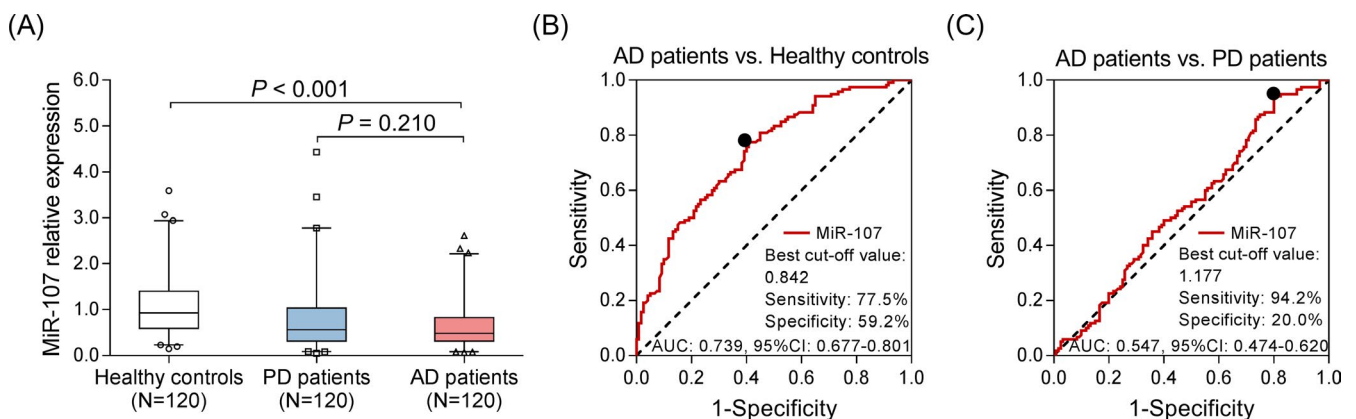 (A)
MiR-107 relative expression
6.0
5.0
4.0
3.0
2.0
1.0
0.0
P < 0.001
P = 0.210
Healthy controls
(N=120)
PD patients
(N=120)
AD patients
(N=120)
(B)
AD patients vs. Healthy controls
Sensitivity
1.0
0.8
0.6
0.4
0.2
0.0
MiR-107
Best cut-off value:
0.842
Sensitivity: 77.5%
Specificity: 59.2%
AUC: 0.739, 95%CI: 0.677-0.801
0.0 0.2 0.4 0.6 0.8 1.0
1-Specificity
(C)
AD patients vs. PD patients
Sensitivity
1.0
0.8
0.6
0.4
0.2
0.0
MiR-107
Best cut-off value:
1.177
Sensitivity: 94.2%
Specificity: 20.0%
AUC: 0.547, 95%CI: 0.474-0.620
0.0 0.2 0.4 0.6 0.8 1.0
1-Specificity